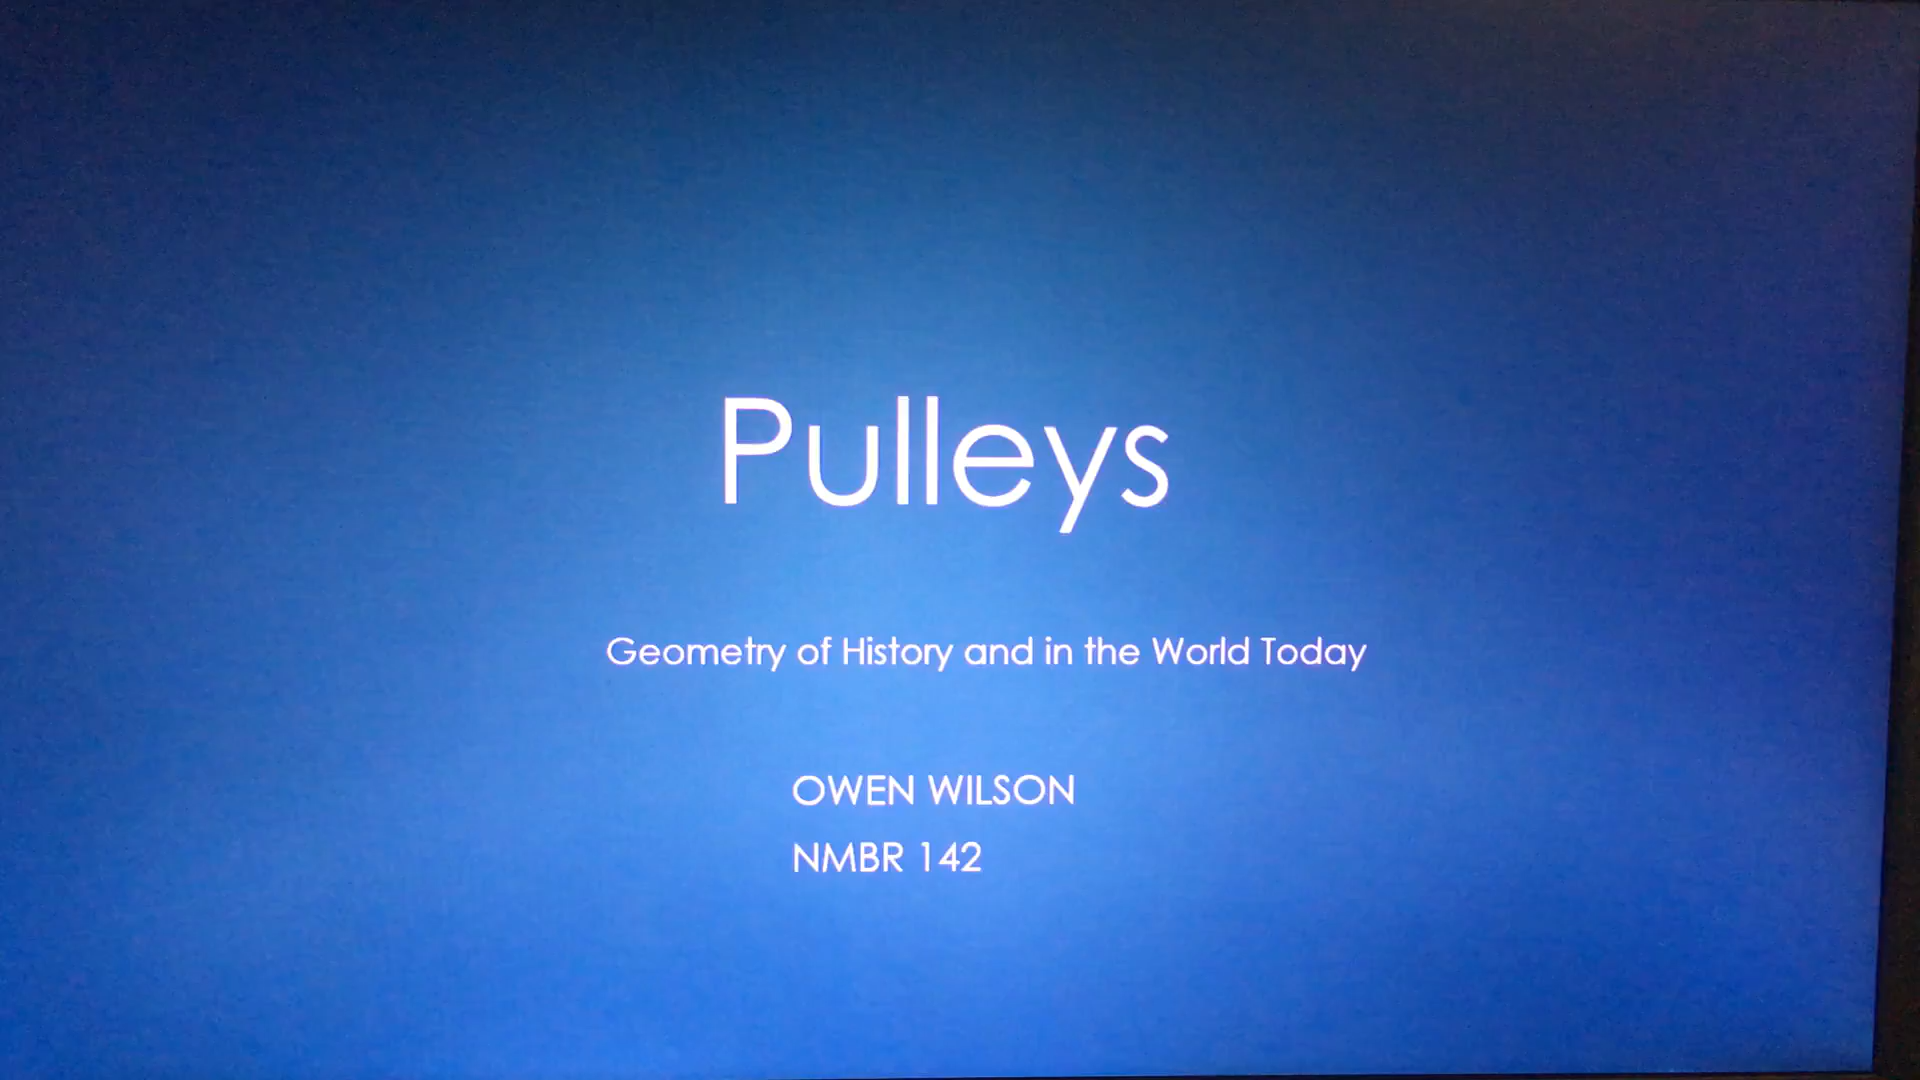 Pulleys
Geometry of History and in the World Today
OWEN WILSON
NMBR 142